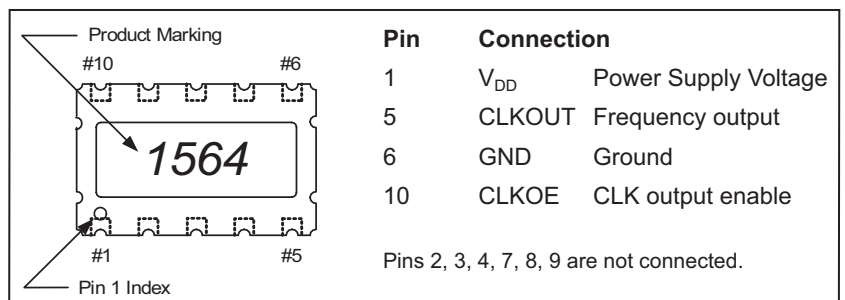 Product Marking
#10 #6
1564
#1 #5
Pin 1 Index
Pin Connection
1 VDD Power Supply Voltage
5 CLKOUT Frequency output
6 GND Ground
10 CLKOE CLK output enable
Pins 2, 3, 4, 7, 8, 9 are not connected.